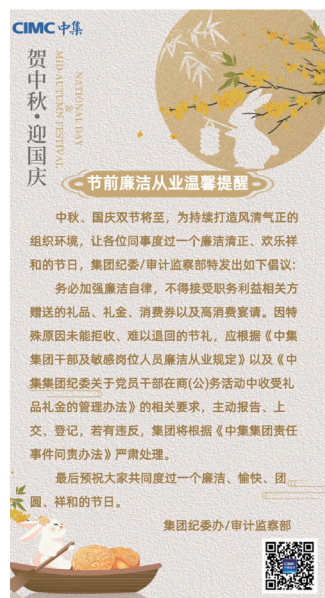 CIMC 中集
贺中秋·迎国庆
NATIONAL DAY
&
MID-AUTUMN FESTIVAL
节前廉洁从业温馨提醒
中秋、国庆双节将至，为持续打造风清气正的
组织环境，让各位同事度过一个廉洁清正、欢乐祥
和的节日，集团纪委/审计监察部特发出如下倡议：
务必加强廉洁自律，不得接受职务利益相关方
赠送的礼品、礼金、消费券以及高消费宴请。因特
殊原因未能拒收、难以退回的节礼，应根据《中集
集团干部及敏感岗位人员廉洁从业规定》以及《中
集集团纪委关于党员干部在商(公)务活动中收受礼
品礼金的管理办法》的相关要求，主动报告、上
交、登记，若有违反，集团将根据《中集集团责任
事件问责办法》严肃处理。
最后预祝大家共同度过一个廉洁、愉快、团
圆、祥和的节日。
集团纪委办/审计监察部
CIMC